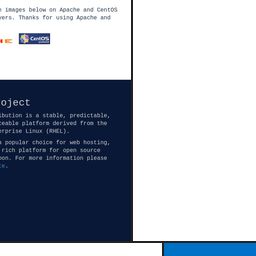 e images below on Apache and CentOS
vers. Thanks for using Apache and
CentOS
oject
ibution is a stable, predictable,
ceable platform derived from the
erprise Linux (RHEL).
a popular choice for web hosting,
rich platform for open source
on. For more information please
e.